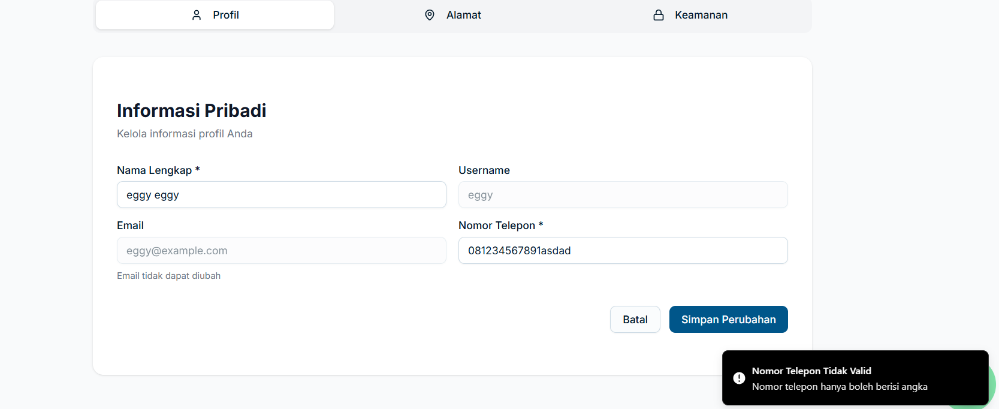 Profil
Alamat
Keamanan
Informasi Pribadi
Kelola informasi profil Anda
Nama Lengkap *
Username
eggy eggy
eggy
Email
Nomor Telepon *
eggy@example.com
081234567891asdad
Email tidak dapat diubah
Batal
Simpan Perubahan
Nomor Telepon Tidak Valid
Nomor telepon hanya boleh berisi angka